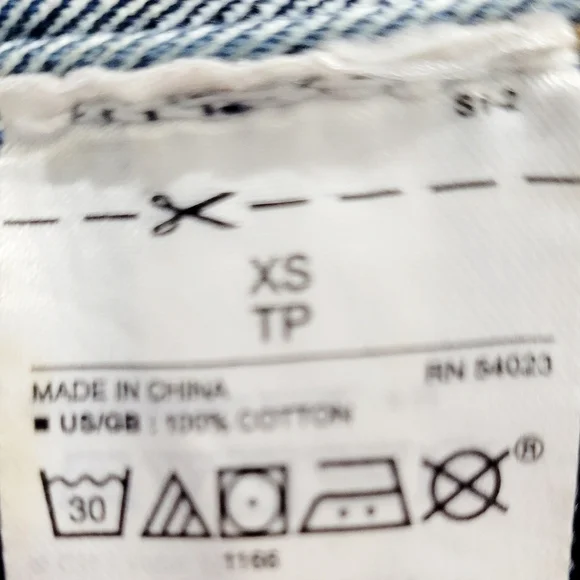 XS
TP
RN 54023
MADE IN CHINA
■ US/GB : 100% COTTON
30
H
1166